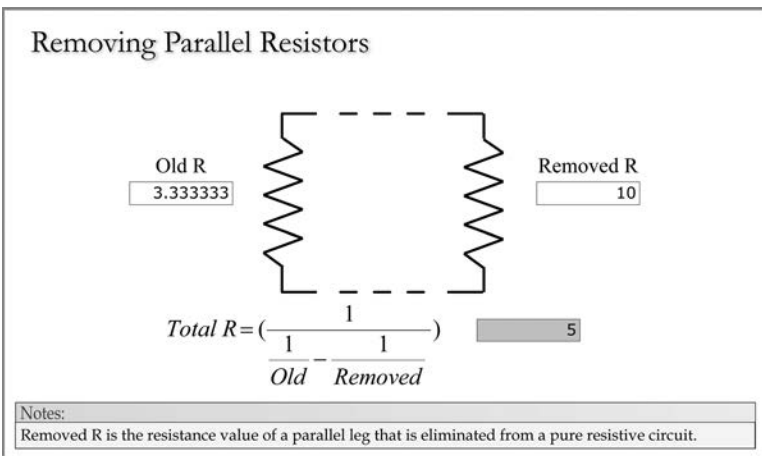 Removing Parallel Resistors
Old R
3.333333
Removed R
10
Total R = ( 1 / ( 1 / Old − 1 / Removed ) )
5
Notes:
Removed R is the resistance value of a parallel leg that is eliminated from a pure resistive circuit.